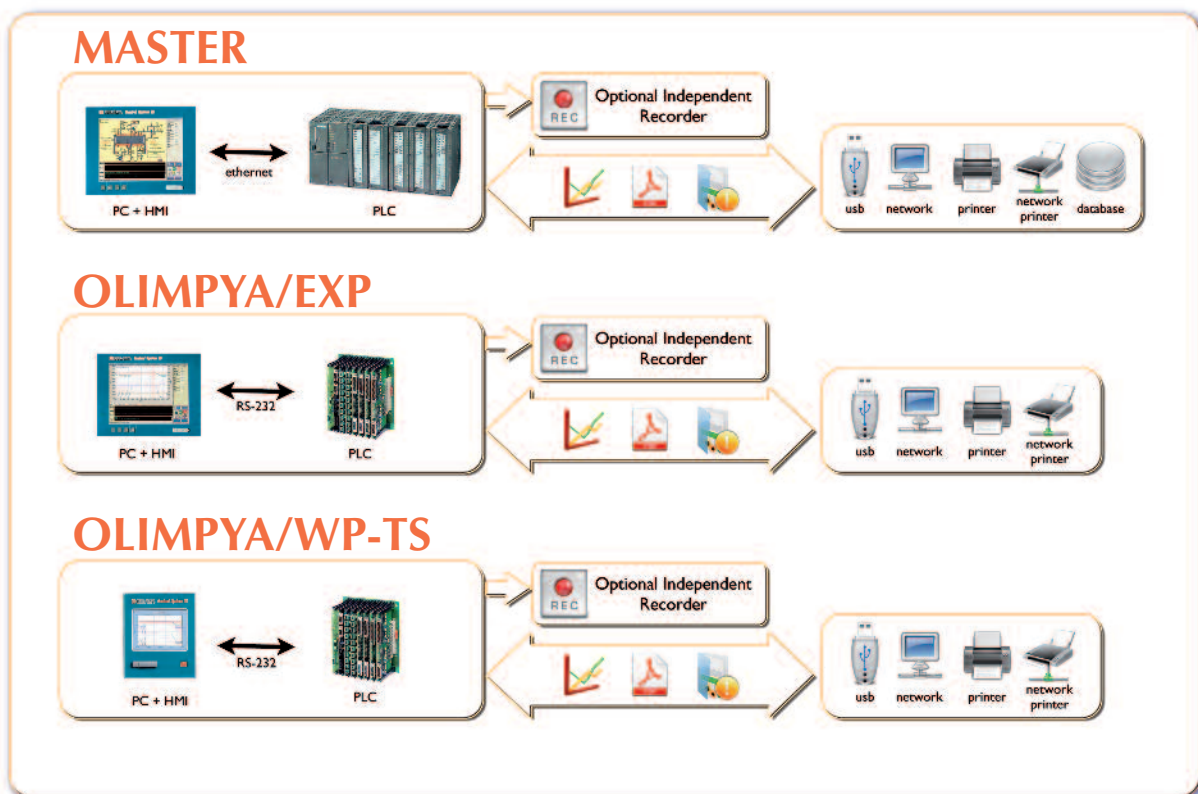 MASTER
PC + HMI
ethernet
PLC
REC
Optional Independent
Recorder
usb
network
printer
network
printer
database
OLIMPYA/EXP
PC + HMI
RS-232
PLC
REC
Optional Independent
Recorder
usb
network
printer
network
printer
OLIMPYA/WP-TS
PC + HMI
RS-232
PLC
REC
Optional Independent
Recorder
usb
network
printer
network
printer